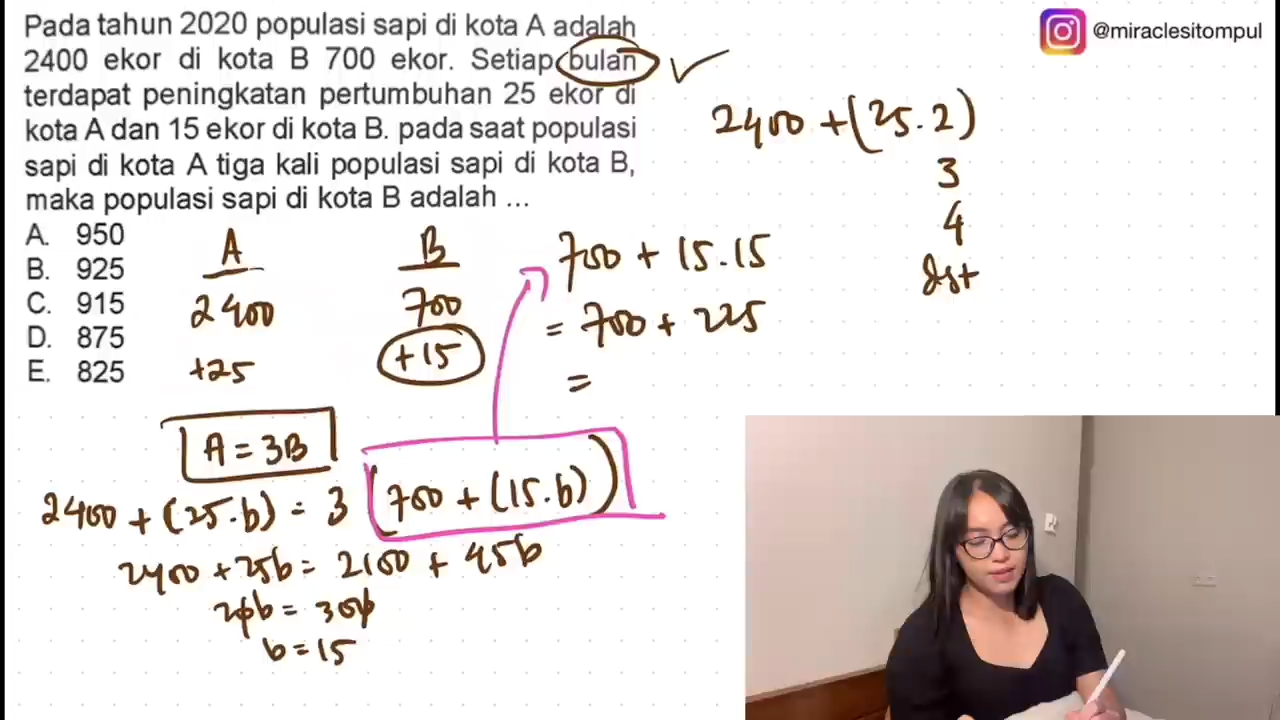 Pada tahun 2020 populasi sapi di kota A adalah
2400 ekor di kota B 700 ekor. Setiap bulan
terdapat peningkatan pertumbuhan 25 ekor di
kota A dan 15 ekor di kota B. pada saat populasi
sapi di kota A tiga kali populasi sapi di kota B,
maka populasi sapi di kota B adalah ...
A. 950
B. 925
C. 915
D. 875
E. 825
A
2400
+25
B
700
+15
A = 3B
2400 + (25.b) = 3 (700 + (15.b))
2400 + 25b = 2100 + 45b
20b = 300
b = 15
700 + 15.15
= 700 + 225
=
2400 + (25.2)
3
4
dst
@miraclesitompul